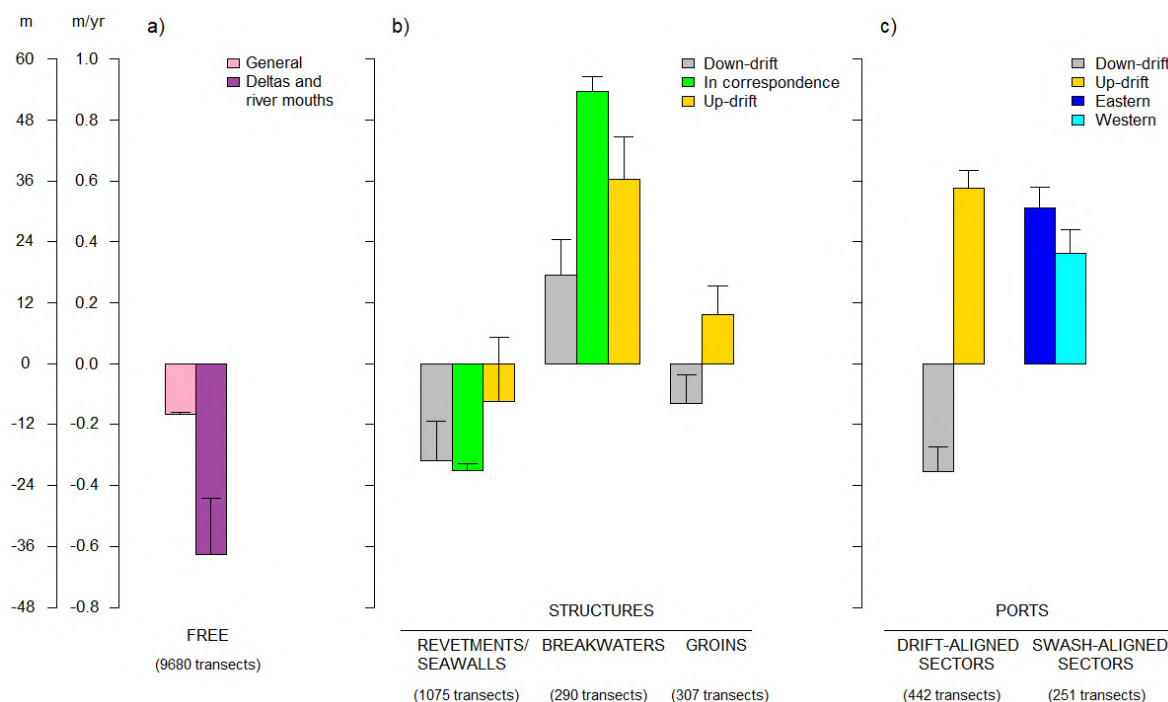 m m/yr a) b) c)
60 1.0
48 0.8
36 0.6
24 0.4
12 0.2
0 0.0
-12 -0.2
-24 -0.4
-36 -0.6
-48 -0.8
General
Deltas and
river mouths
FREE
(9680 transects)
Down-drift
In correspondence
Up-drift
STRUCTURES
REVETMENTS/
SEAWALLS
(1075 transects)
BREAKWATERS
(290 transects)
GROINS
(307 transects)
Down-drift
Up-drift
Eastern
Western
PORTS
DRIFT-ALIGNED
SECTORS
(442 transects)
SWASH-ALIGNED
SECTORS
(251 transects)